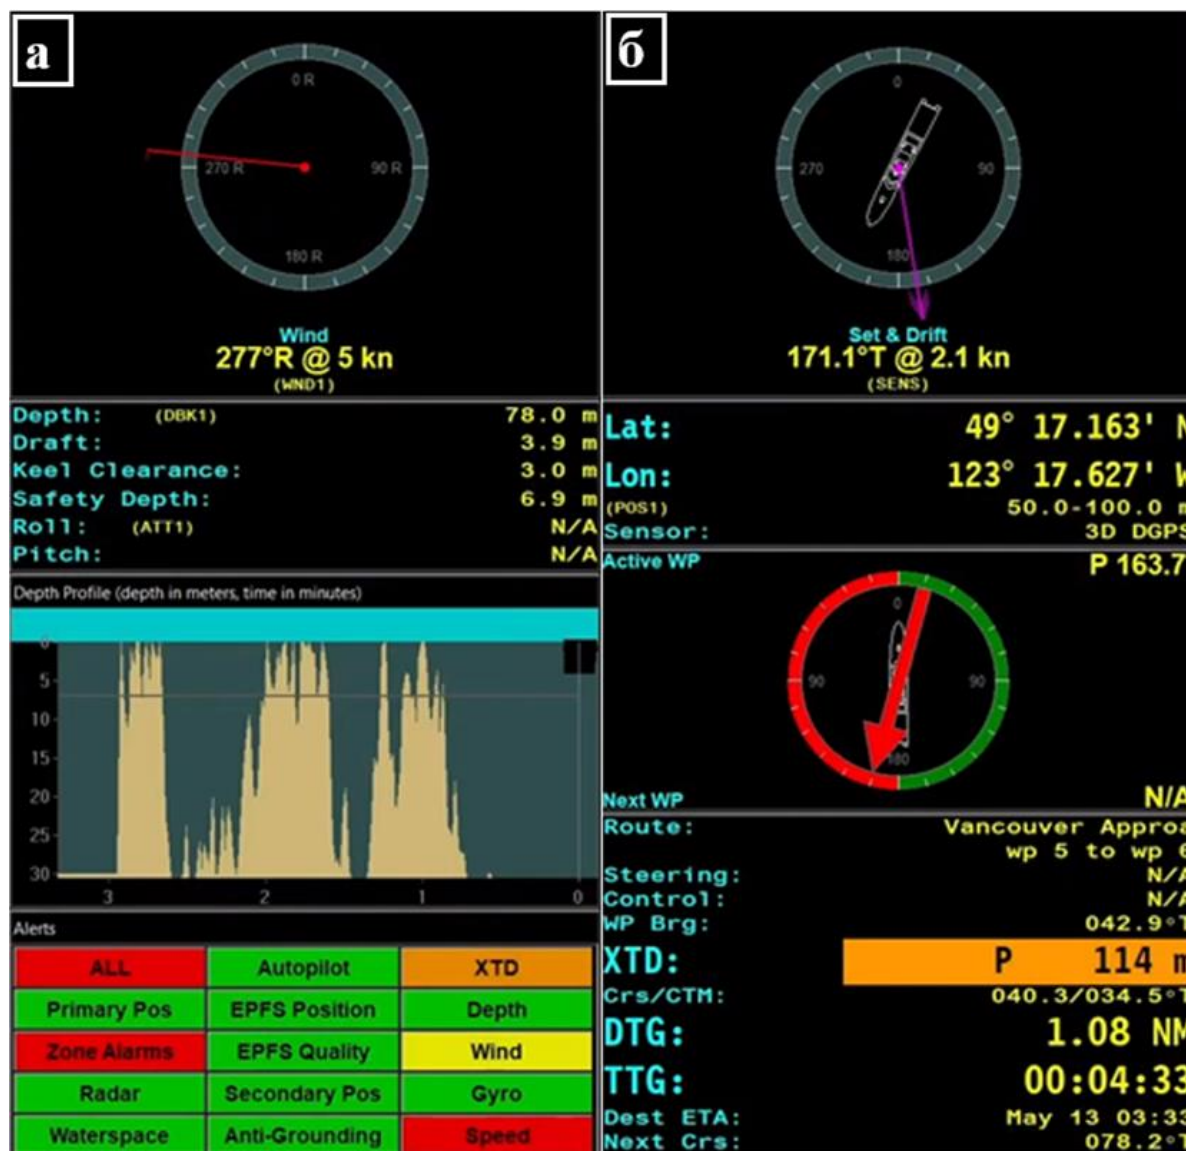 а
0 R
270 R
90 R
180 R
Wind
277°R @ 5 kn
(WND1)
Depth: (DBK1) 78.0 m
Draft: 3.9 m
Keel Clearance: 3.0 m
Safety Depth: 6.9 m
Roll: (ATT1) N/A
Pitch: N/A
Depth Profile (depth in meters, time in minutes)
0
5
10
15
20
25
30
3 2 1 0
Alerts
ALL Autopilot XTD
Primary Pos EPFS Position Depth
Zone Alarms EPFS Quality Wind
Radar Secondary Pos Gyro
Waterspace Anti-Grounding Speed
б
0
270
90
180
Set & Drift
171.1°T @ 2.1 kn
(SENS)
Lat: 49° 17.163' N
Lon: 123° 17.627' W
(POS1) 50.0-100.0 m
Sensor: 3D DGPS
Active WP P 163.7
0
90 90
180
Next WP N/A
Route: Vancouver Approa
wp 5 to wp 6
Steering: N/A
Control: N/A
WP Brg: 042.9°T
XTD: P 114 m
Crs/CTM: 040.3/034.5°T
DTG: 1.08 NM
TTG: 00:04:33
Dest ETA: May 13 03:33
Next Crs: 078.2°T